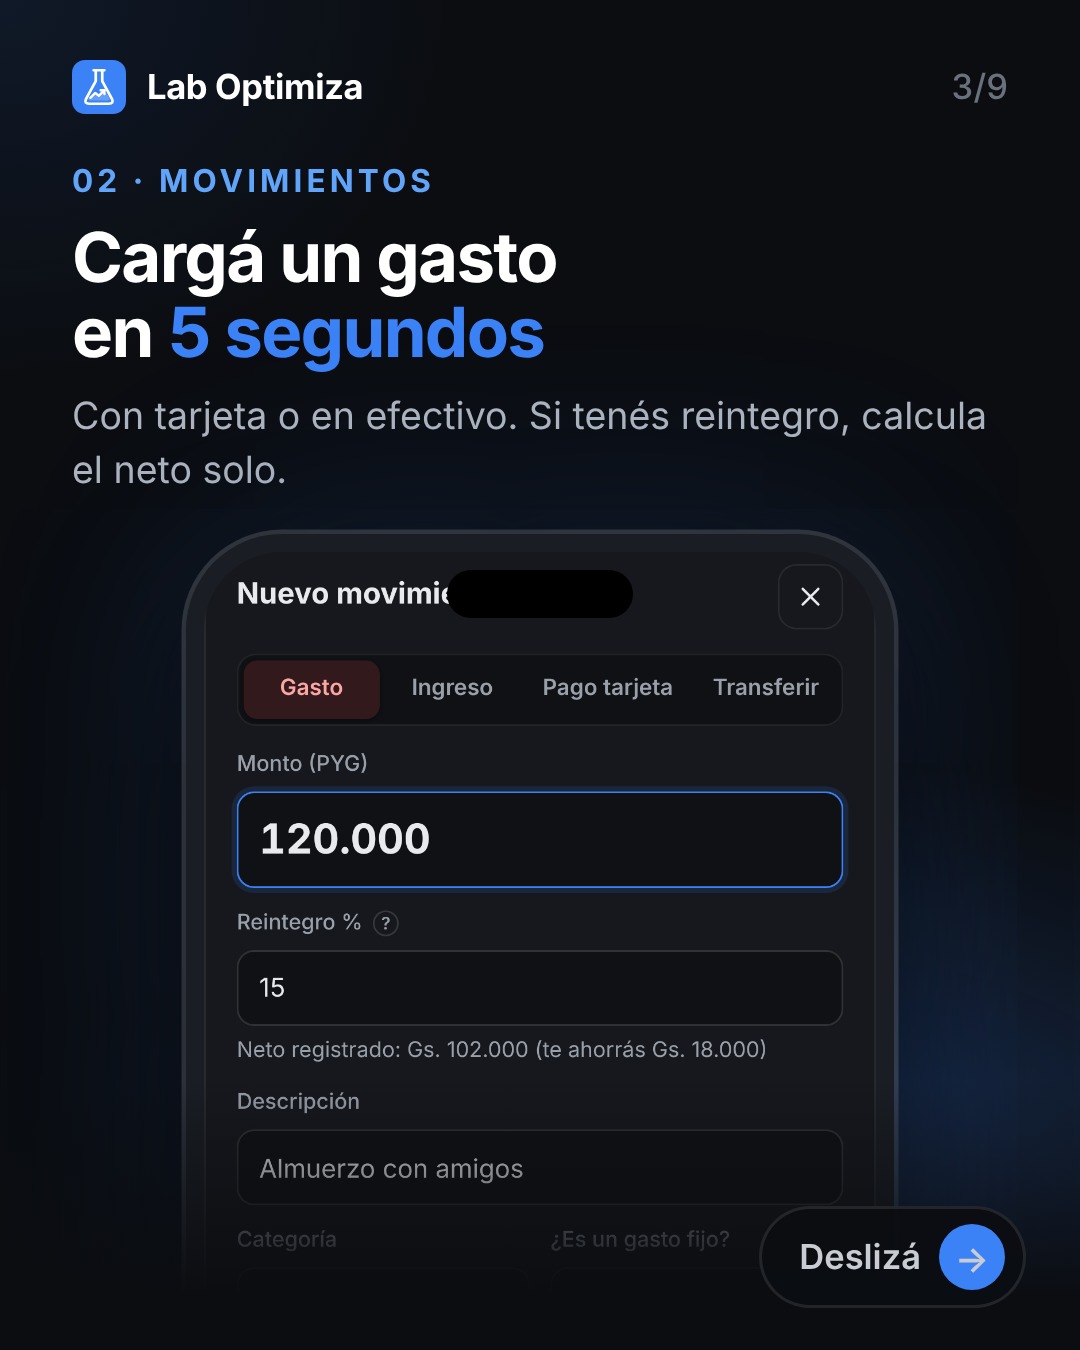 Lab Optimiza
3/9
02 · MOVIMIENTOS
Cargá un gasto
en 5 segundos
Con tarjeta o en efectivo. Si tenés reintegro, calcula
el neto solo.
Nuevo movimie
Gasto Ingreso Pago tarjeta Transferir
Monto (PYG)
120.000
Reintegro % ?
15
Neto registrado: Gs. 102.000 (te ahorrás Gs. 18.000)
Descripción
Almuerzo con amigos
Categoría ¿Es un gasto fijo?
Deslizá